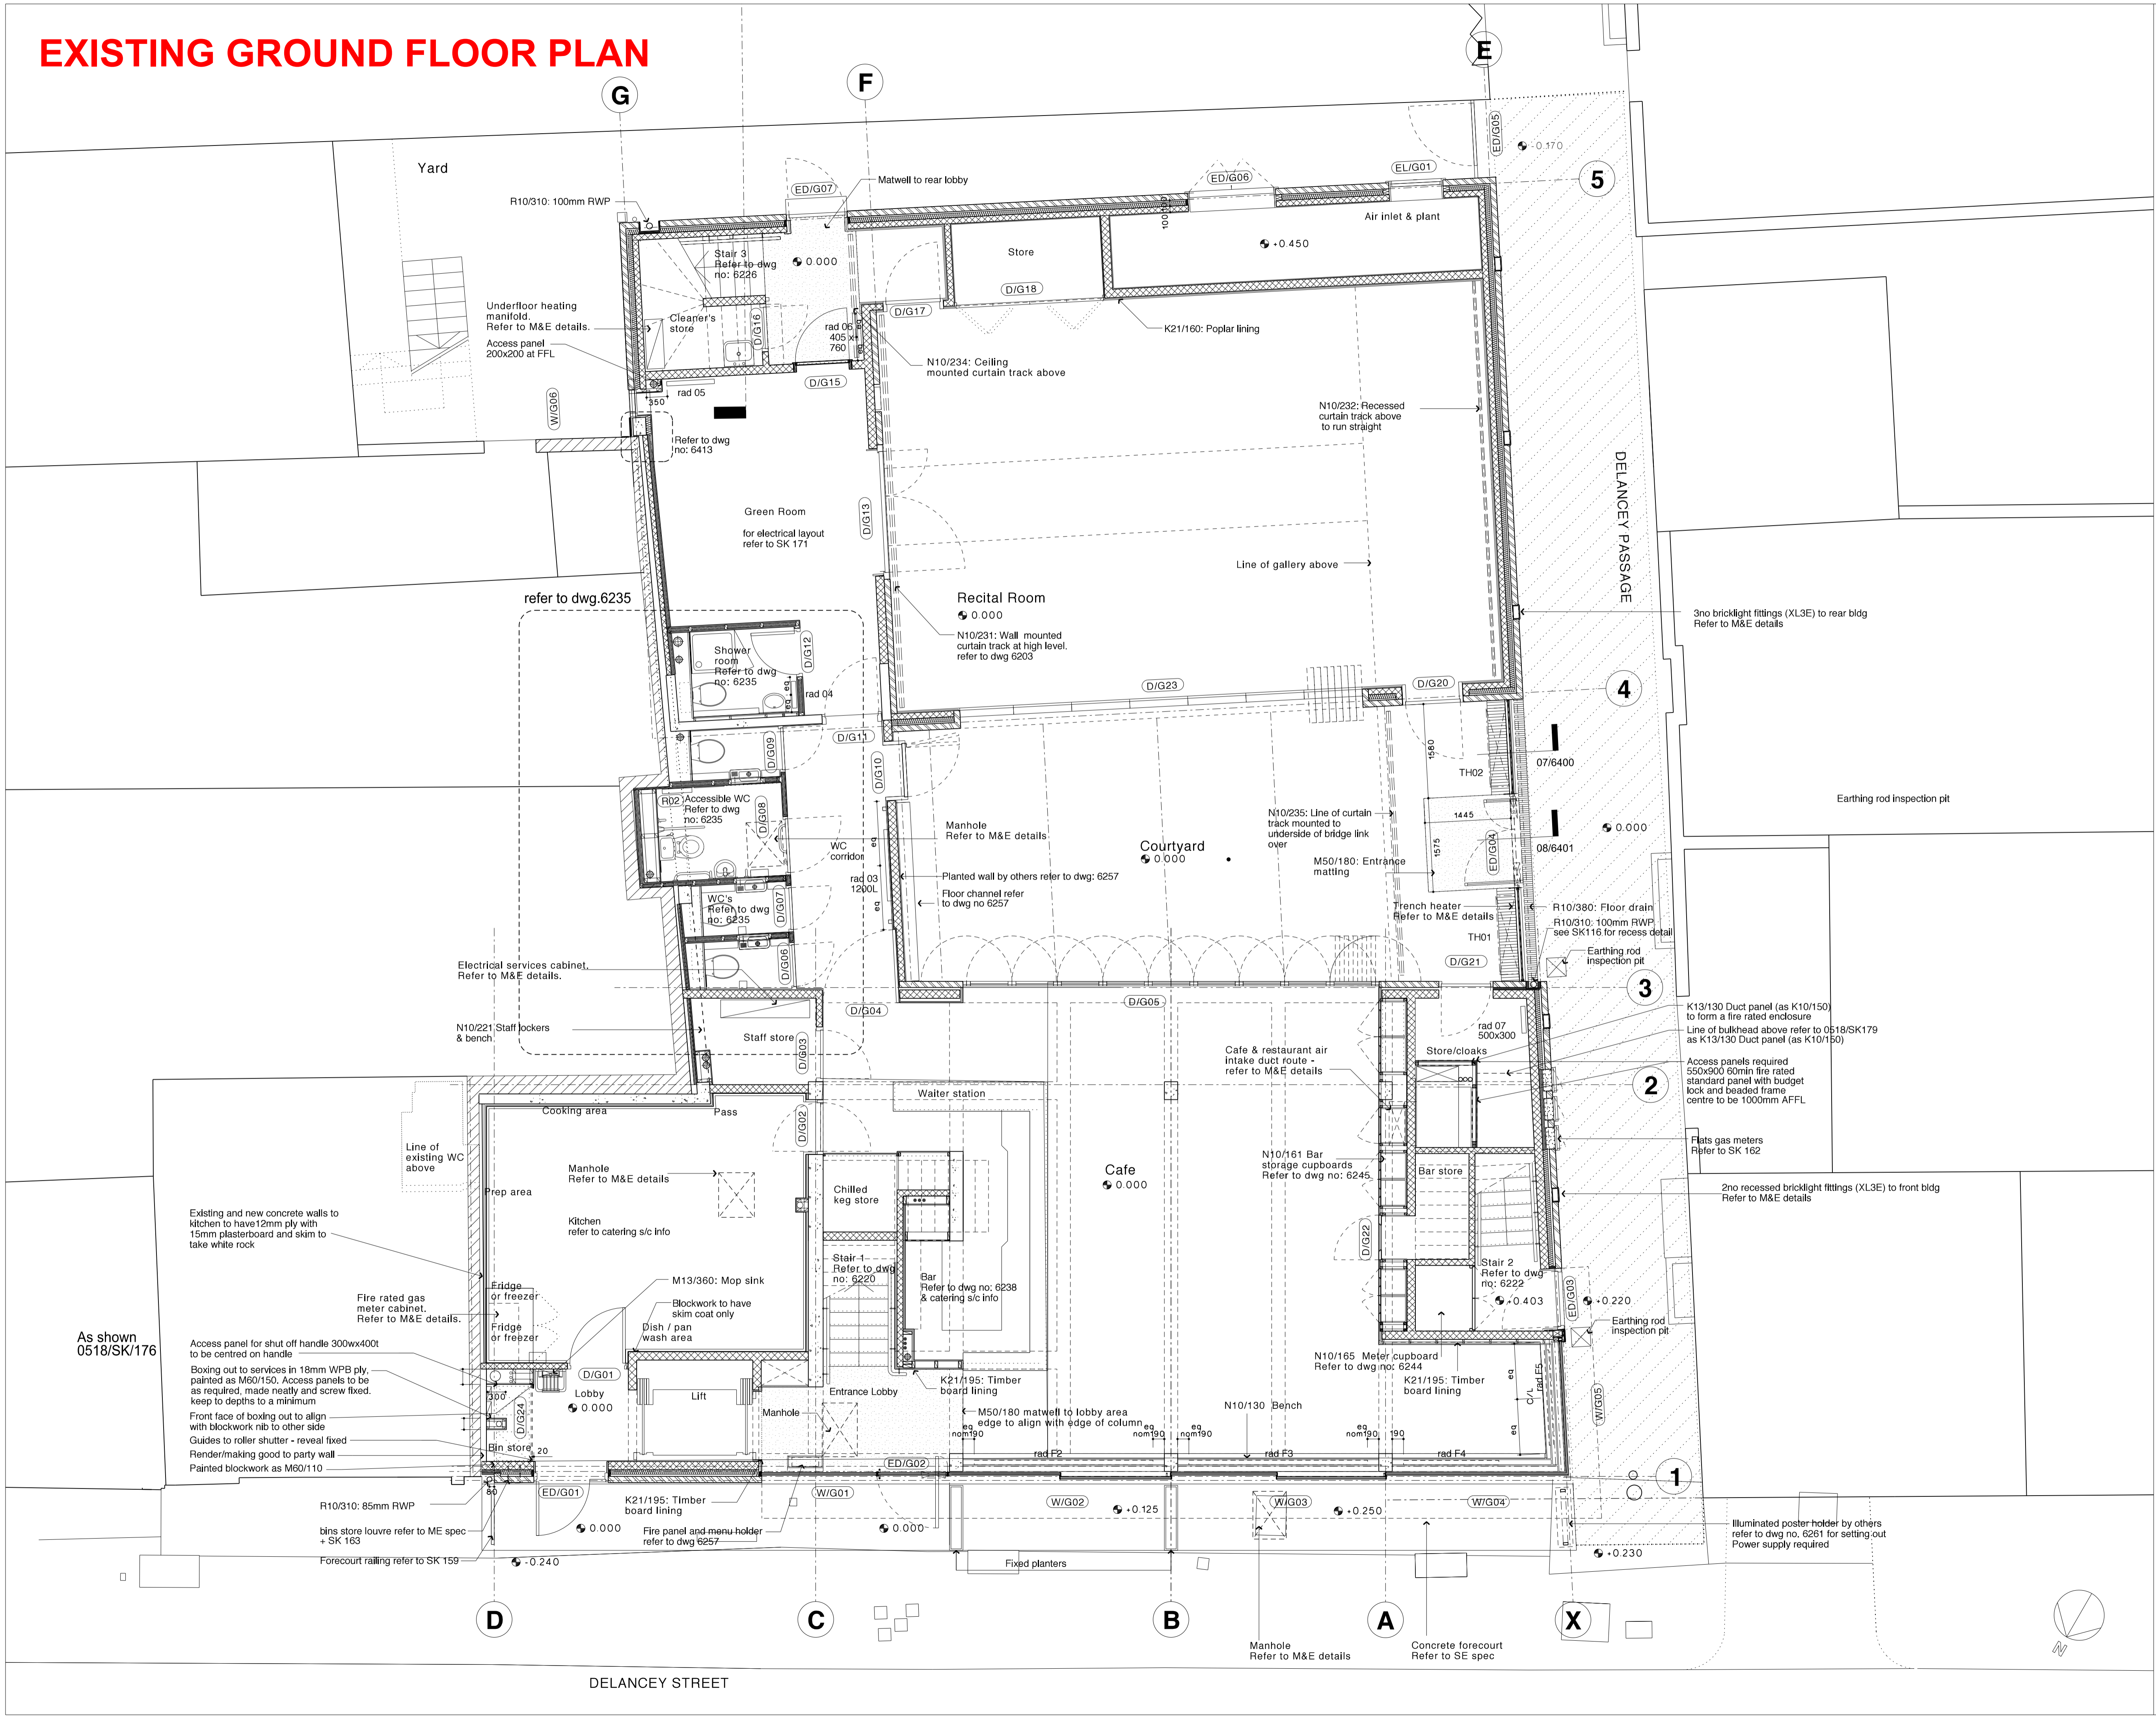 EXISTING GROUND FLOOR PLAN
G
F
E
Yard
R10/310: 100mm RWP
ED/G07
Matwell to rear lobby
ED/G06
EL/G01
ED/G05
-0.170
5
Air inlet & plant
100
100
+0.450
Stair 3
Refer to dwg
no: 6226
0.000
Store
D/G18
D/G17
K21/160: Poplar lining
Underfloor heating
manifold.
Refer to M&E details.
Access panel
200x200 at FFL
Cleaner's
store
D/G16
rad 06
405 x
760
eq
eq
N10/234: Ceiling
mounted curtain track above
D/G15
rad 05
350
W/G06
Refer to dwg
no: 6413
N10/232: Recessed
curtain track above
to run straight
DELANCEY PASSAGE
Green Room
for electrical layout
refer to SK 171
D/G13
Line of gallery above
refer to dwg.6235
Recital Room
0.000
N10/231: Wall mounted
curtain track at high level.
refer to dwg 6203
3no bricklight fittings (XL3E) to rear bldg
Refer to M&E details
Shower
room
Refer to dwg
no: 6235
D/G12
eq
eq
rad 04
D/G23
D/G20
4
D/G11
D/G09
D/G10
1580
TH02
07/6400
R02
Accessible WC
Refer to dwg
no: 6235
D/G08
Manhole
Refer to M&E details
WC
corridor
eq
rad 03
1200L
eq
Courtyard
0.000
N10/235: LIne of curtain
track mounted to
underside of bridge link
over
1445
1575
ED/G04
08/6401
0.000
Earthing rod inspection pit
M50/180: Entrance
matting
Planted wall by others refer to dwg: 6257
Floor channel refer
to dwg no 6257
WC's
Refer to dwg
no: 6235
D/G07
D/G06
Trench heater
Refer to M&E details
TH01
R10/380: Floor drain
R10/310: 100mm RWP
see SK116 for recess detail
Earthing rod
inspection pit
D/G21
3
Electrical services cabinet.
Refer to M&E details.
D/G04
D/G05
N10/221 Staff lockers
& bench
Staff store
D/G03
rad 07
500x300
K13/130 Duct panel (as K10/150)
to form a fire rated enclosure
Line of bulkhead above refer to 0518/SK179
as K13/130 Duct panel (as K10/150)
Cafe & restaurant air
intake duct route -
refer to M&E details
Store/cloaks
Access panels required
550x900 60min fire rated
standard panel with budget
lock and beaded frame
centre to be 1000mm AFFL
2
Cooking area
Pass
Waiter station
D/G02
Line of
existing WC
above
Flats gas meters
Refer to SK 162
Manhole
Refer to M&E details
Prep area
Chilled
keg store
Cafe
0.000
N10/161 Bar
storage cupboards
Refer to dwg no: 6245
Bar store
2no recessed bricklight fittings (XL3E) to front bldg
Refer to M&E details
Existing and new concrete walls to
kitchen to have12mm ply with
15mm plasterboard and skim to
take white rock
Kitchen
refer to catering s/c info
D/G22
Stair 1
Refer to dwg
no: 6220
Bar
Refer to dwg no: 6238
& catering s/c info
Stair 2
Refer to dwg
no: 6222
+0.403
ED/G03
+0.220
Earthing rod
inspection pit
M13/360: Mop sink
Fridge
or freezer
Fire rated gas
meter cabinet.
Refer to M&E details.
Blockwork to have
skim coat only
Fridge
or freezer
Dish / pan
wash area
As shown
0518/SK/176
Access panel for shut off handle 300wx400t
to be centred on handle
Boxing out to services in 18mm WPB ply,
painted as M60/150. Access panels to be
as required, made neatly and screw fixed.
keep to depths to a minimum
Front face of boxing out to align
with blockwork nib to other side
Guides to roller shutter - reveal fixed
Render/making good to party wall
Painted blockwork as M60/110
D/G01
300
Lobby
0.000
D/G24
Bin store
20
80
Lift
Entrance Lobby
Manhole
K21/195: Timber
board lining
M50/180 matwell to lobby area
edge to align with edge of column
N10/165 Meter cupboard
Refer to dwg no: 6244
K21/195: Timber
board lining
N10/130 Bench
eq
C/L
rad F5
eq
W/G05
eq
nom190
eq
nom190
eq
nom190
eq
nom190
190
rad F2
rad F3
rad F4
1
ED/G02
ED/G01
W/G01
W/G02
W/G03
W/G04
R10/310: 85mm RWP
K21/195: TImber
board lining
+0.125
+0.250
bins store louvre refer to ME spec
+ SK 163
0.000
Fire panel and menu holder
refer to dwg 6257
0.000
Forecourt railing refer to SK 159
-0.240
Fixed planters
+0.230
Illuminated poster holder by others
refer to dwg no, 6261 for setting out
Power supply required
D
C
B
A
X
Manhole
Refer to M&E details
Concrete forecourt
Refer to SE spec
N
DELANCEY STREET